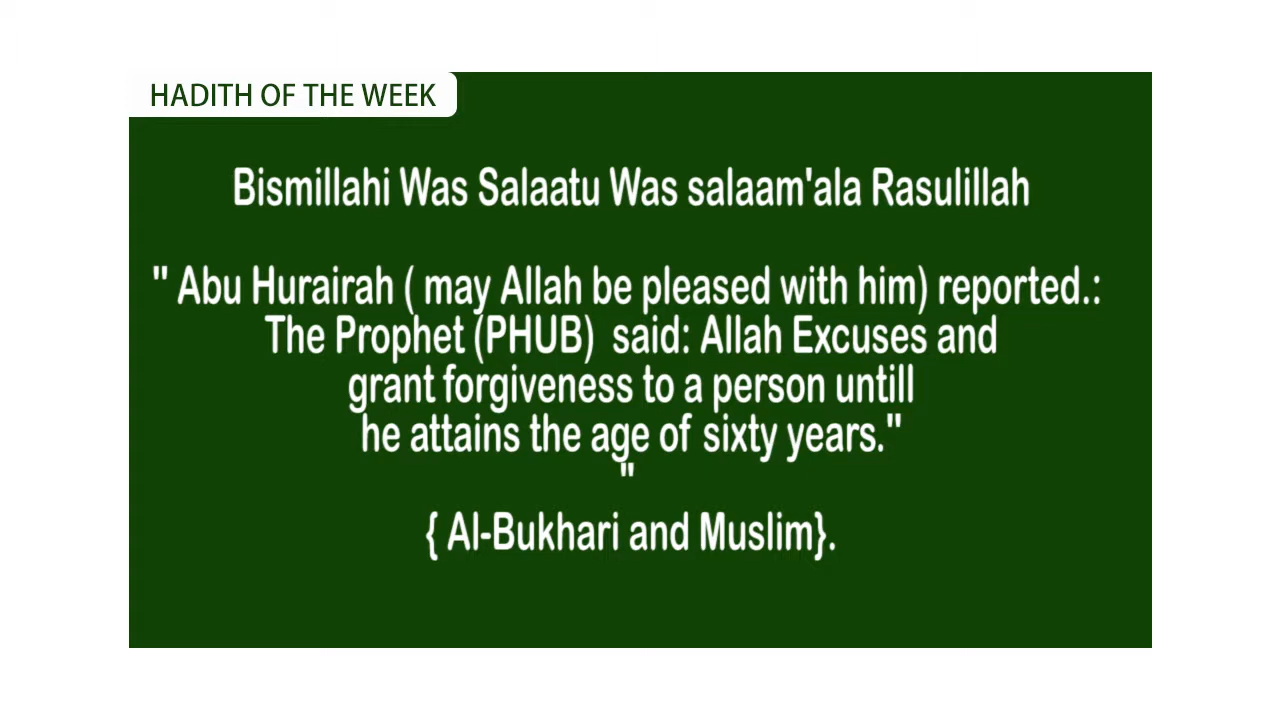 HADITH OF THE WEEK
Bismillahi Was Salaatu Was salaam'ala Rasulillah
" Abu Hurairah ( may Allah be pleased with him) reported.:
The Prophet (PHUB)  said: Allah Excuses and
grant forgiveness to a person untill
he attains the age of sixty years."
"
{ Al-Bukhari and Muslim}.